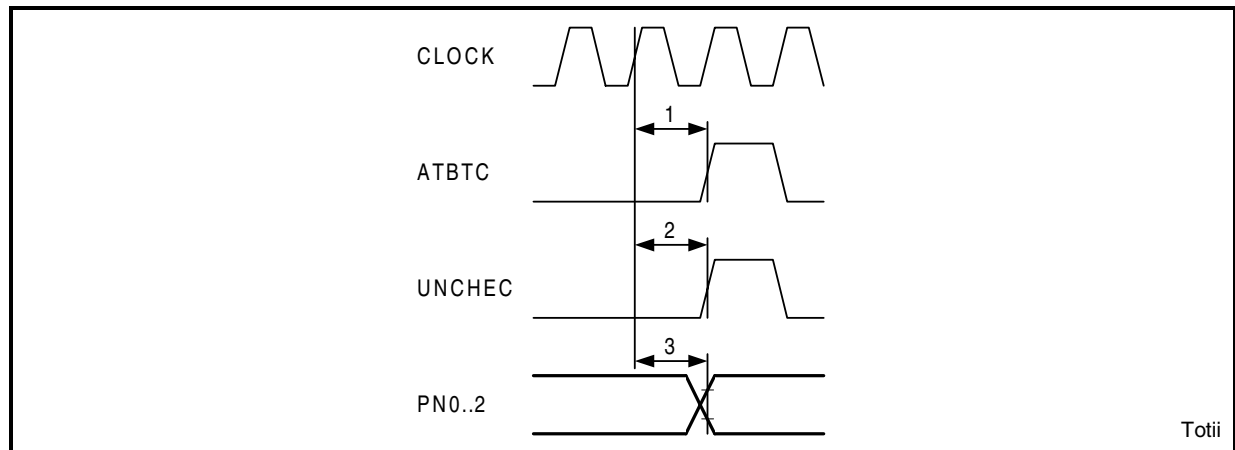 CLOCK
1
ATBTC
2
UNCHEC
3
PN0..2
Totii